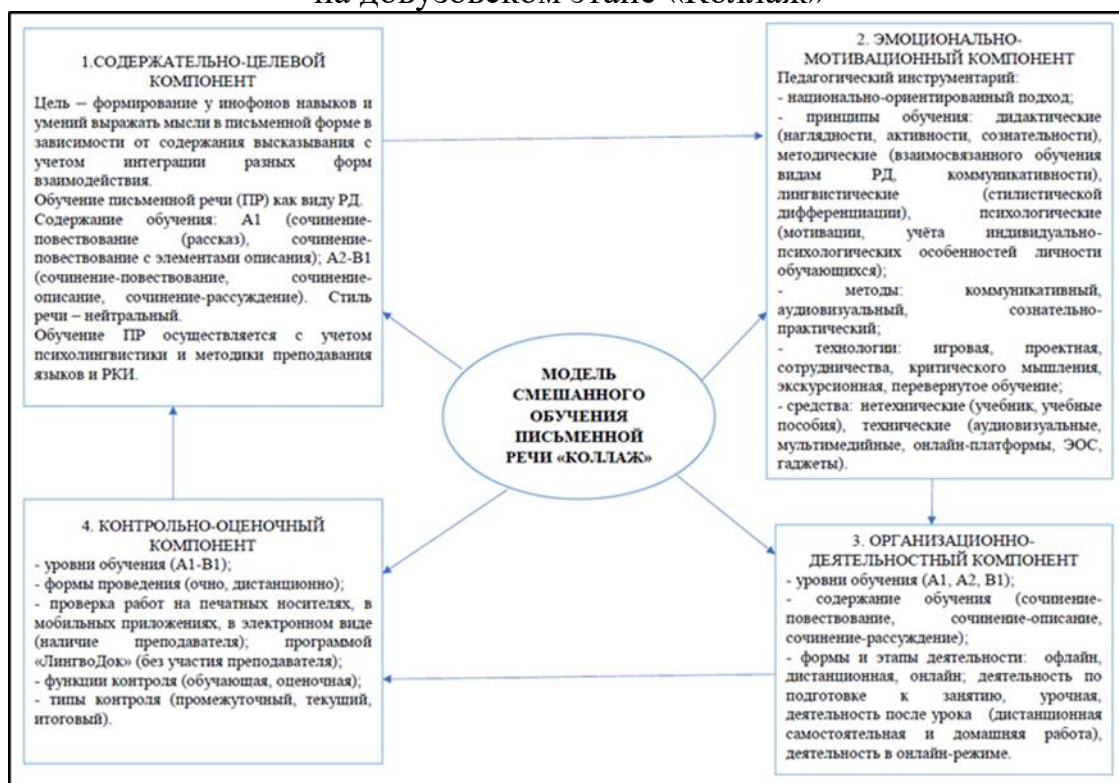 на довузовском этапе «Коллаж»
1.СОДЕРЖАТЕЛЬНО-ЦЕЛЕВОЙ
КОМПОНЕНТ
Цель – формирование у инофонов навыков и
умений выражать мысли в письменной форме в
зависимости от содержания высказывания с
учетом интеграции разных форм
взаимодействия.
Обучение письменной речи (ПР) как виду РД.
Содержание обучения: А1 (сочинение-
повествование (рассказ), сочинение-
повествование с элементами описания); А2-В1
(сочинение-повествование, сочинение-
описание, сочинение-рассуждение). Стиль
речи – нейтральный.
Обучение ПР осуществляется с учетом
психолингвистики и методики преподавания
языков и РКИ.
2. ЭМОЦИОНАЛЬНО-
МОТИВАЦИОННЫЙ КОМПОНЕНТ
Педагогический инструментарий:
- национально-ориентированный подход;
- принципы обучения: дидактические
(наглядности, активности, сознательности),
методические (взаимосвязанного обучения
видам РД, коммуникативности),
лингвистические (стилистической
дифференциации), психологические
(мотивации, учёта индивидуально-
психологических особенностей личности
обучающихся);
- методы: коммуникативный,
аудиовизуальный, сознательно-
практический;
- технологии: игровая, проектная,
сотрудничества, критического мышления,
экскурсионная, перевернутое обучение;
- средства: нетехнические (учебник, учебные
пособия), технические (аудиовизуальные,
мультимедийные, онлайн-платформы, ЭОС,
гаджеты).
МОДЕЛЬ
СМЕШАННОГО
ОБУЧЕНИЯ
ПИСЬМЕННОЙ
РЕЧИ «КОЛЛАЖ»
4. КОНТРОЛЬНО-ОЦЕНОЧНЫЙ
КОМПОНЕНТ
- уровни обучения (А1-В1);
- формы проведения (очно, дистанционно);
- проверка работ на печатных носителях, в
мобильных приложениях, в электронном виде
(наличие преподавателя); программой
«ЛингвоДок» (без участия преподавателя);
- функции контроля (обучающая, оценочная);
- типы контроля (промежуточный, текущий,
итоговый).
3. ОРГАНИЗАЦИОННО-
ДЕЯТЕЛЬНОСТНЫЙ КОМПОНЕНТ
- уровни обучения (А1, А2, В1);
- содержание обучения (сочинение-
повествование, сочинение-описание,
сочинение-рассуждение);
- формы и этапы деятельности: офлайн,
дистанционная, онлайн; деятельность по
подготовке к занятию, урочная,
деятельность после урока (дистанционная
самостоятельная и домашняя работа),
деятельность в онлайн-режиме.